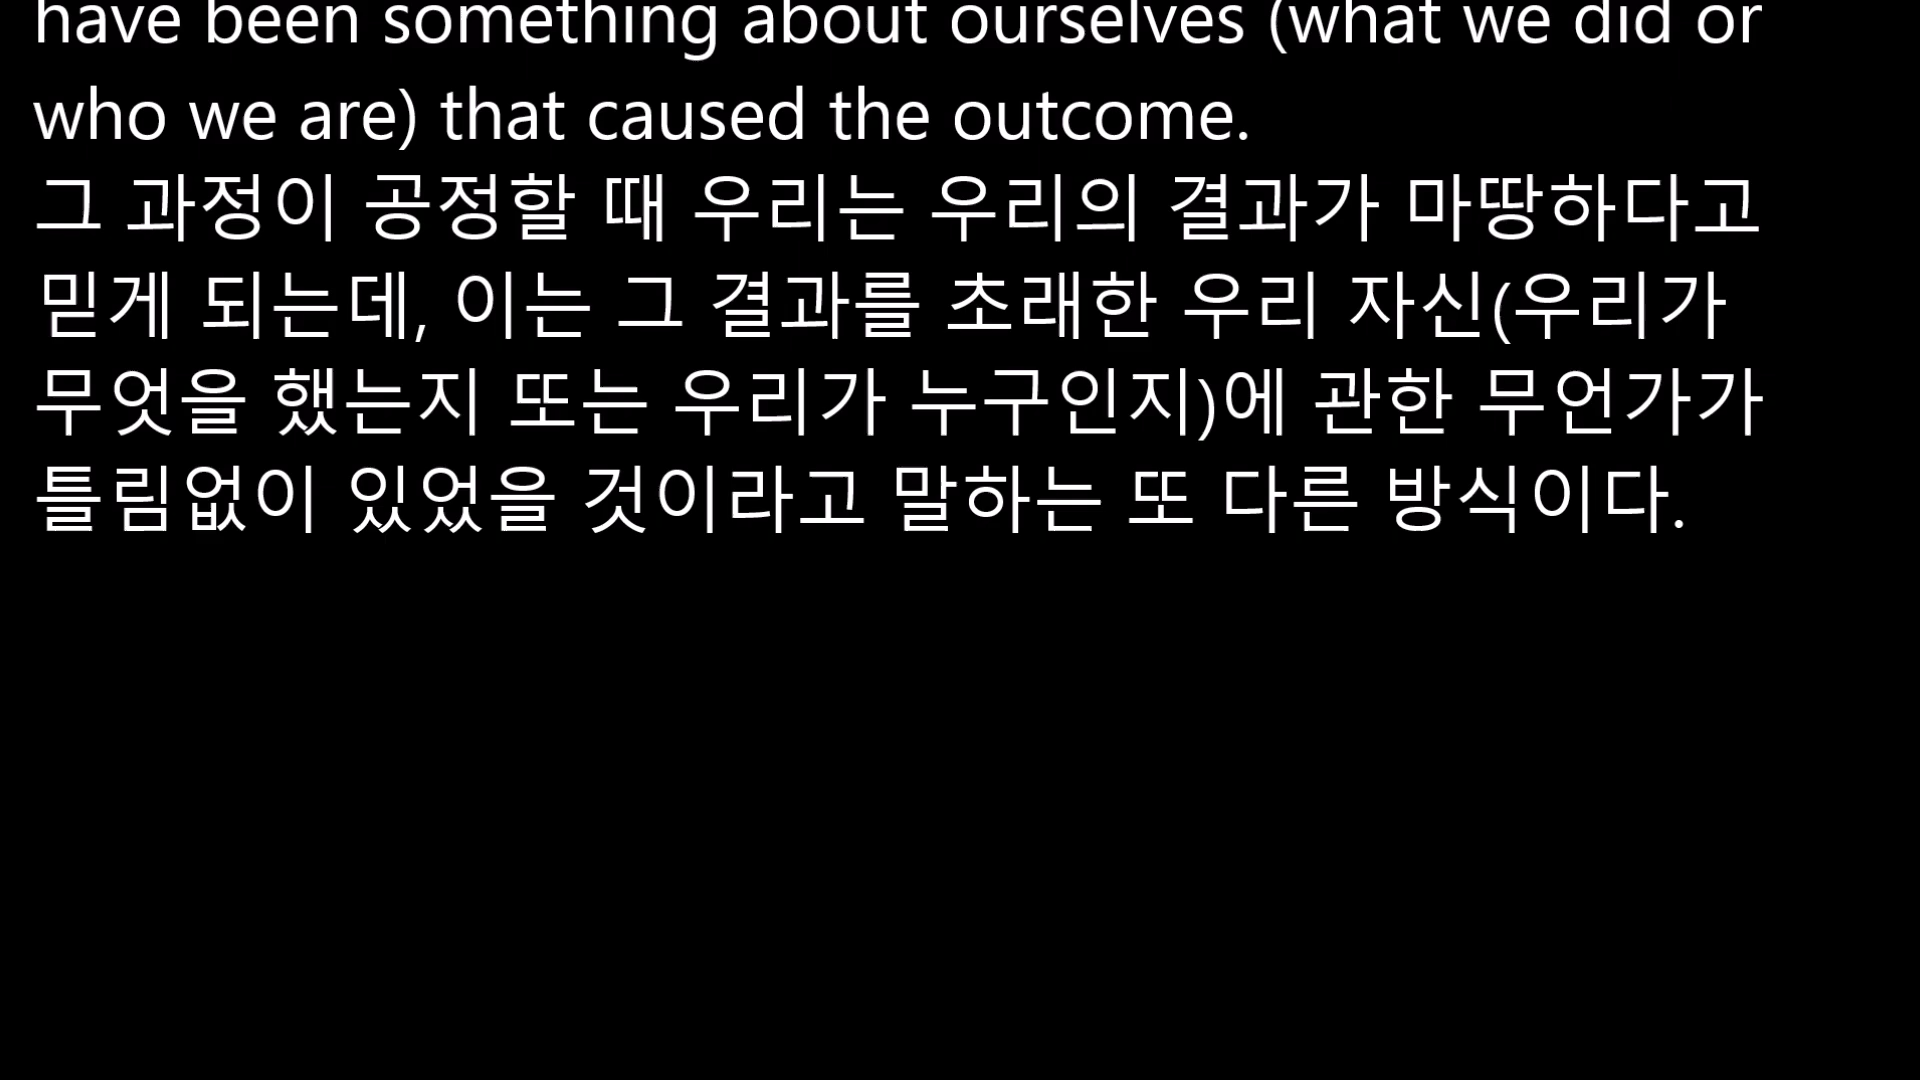 have been something about ourselves (what we did or
who we are) that caused the outcome.
그 과정이 공정할 때 우리는 우리의 결과가 마땅하다고
믿게 되는데, 이는 그 결과를 초래한 우리 자신(우리가
무엇을 했는지 또는 우리가 누구인지)에 관한 무언가가
틀림없이 있었을 것이라고 말하는 또 다른 방식이다.